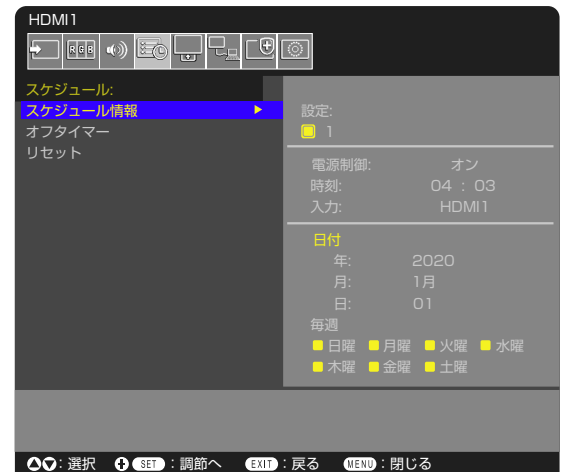 HDMI1
RGB
スケジュール:
スケジュール情報
オフタイマー
リセット
設定:
1
電源制御: オン
時刻: 04 : 03
入力: HDMI1
日付
年: 2020
月: 1月
日: 01
毎週
日曜 月曜 火曜 水曜
木曜 金曜 土曜
: 選択 SET : 調節へ EXIT : 戻る MENU : 閉じる